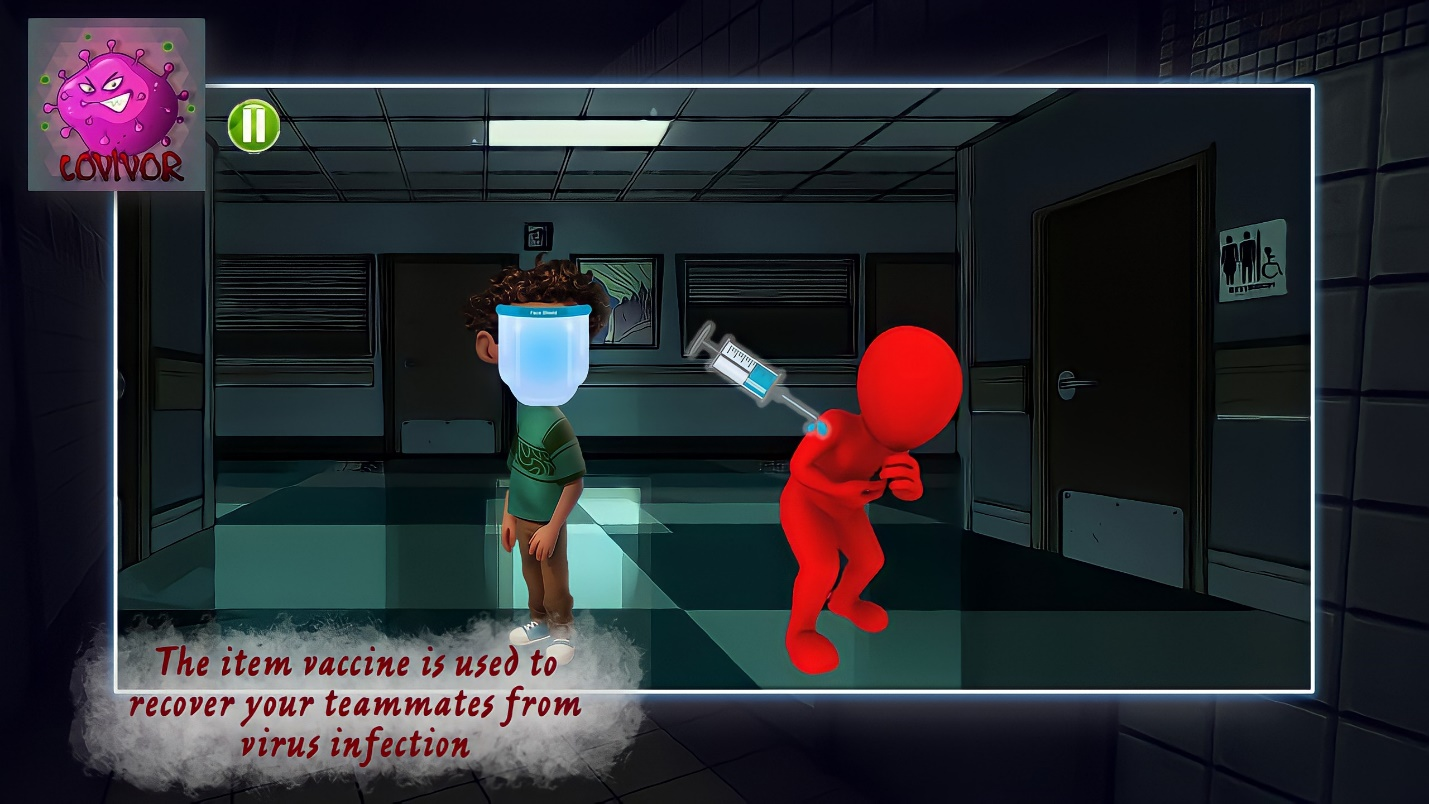 COVIVOR
Face Shield
The item vaccine is used to
recover your teammates from
virus infection